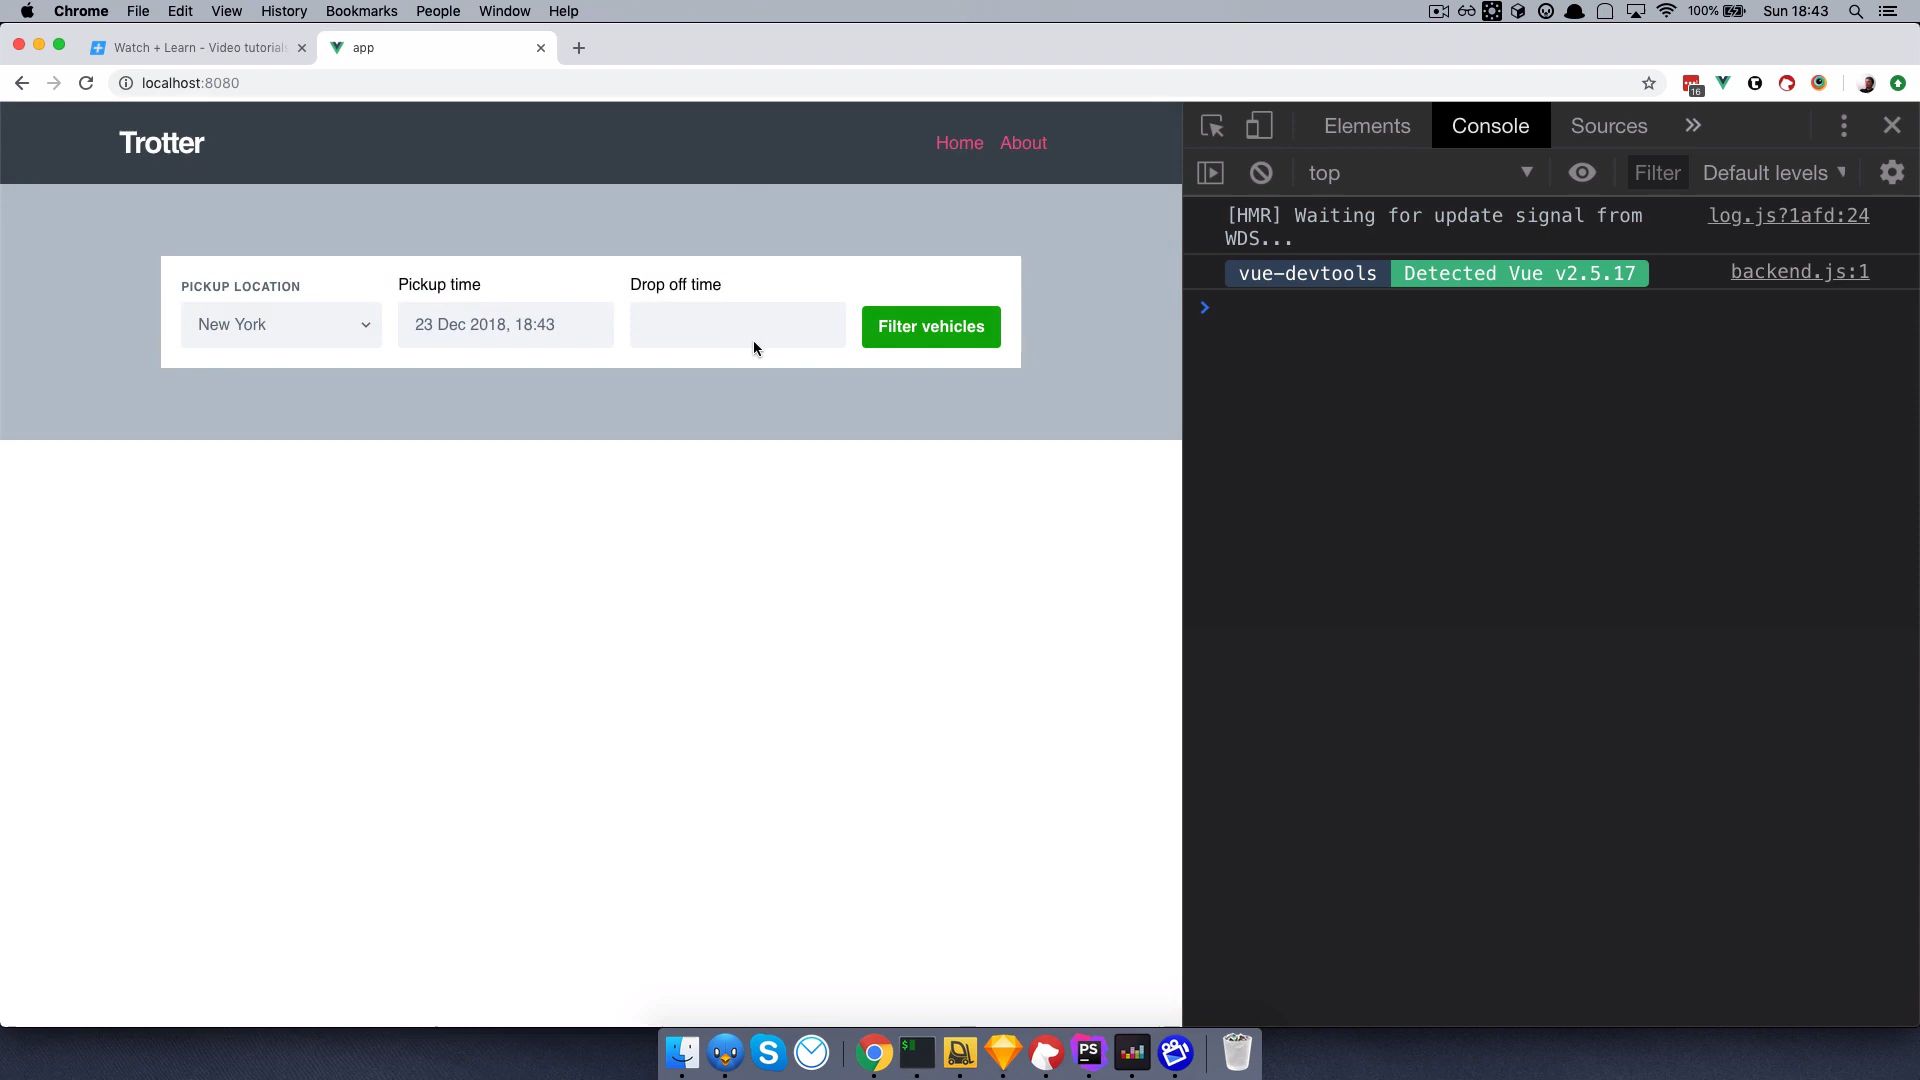 Chrome File Edit View History Bookmarks People Window Help 100% Sun 18:43
Watch + Learn - Video tutorials
app
localhost:8080
16
Trotter
Home About
PICKUP LOCATION
Pickup time
Drop off time
New York
23 Dec 2018, 18:43
Filter vehicles
Elements Console Sources
top Filter Default levels
[HMR] Waiting for update signal from WDS... log.js?1afd:24
vue-devtools Detected Vue v2.5.17 backend.js:1
$
S
PS